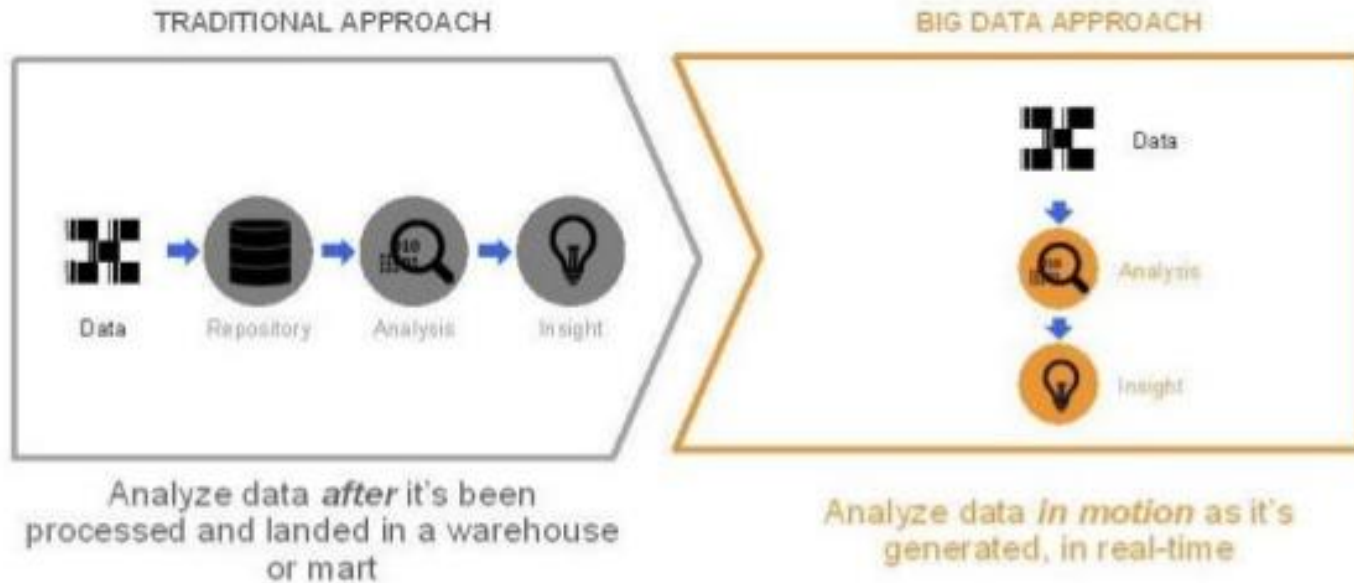 TRADITIONAL APPROACH
Data
Repository
Analysis
Insight
Analyze data after it's been
processed and landed in a warehouse
or mart
BIG DATA APPROACH
Data
Analysis
Insight
Analyze data in motion as it's
generated, in real-time